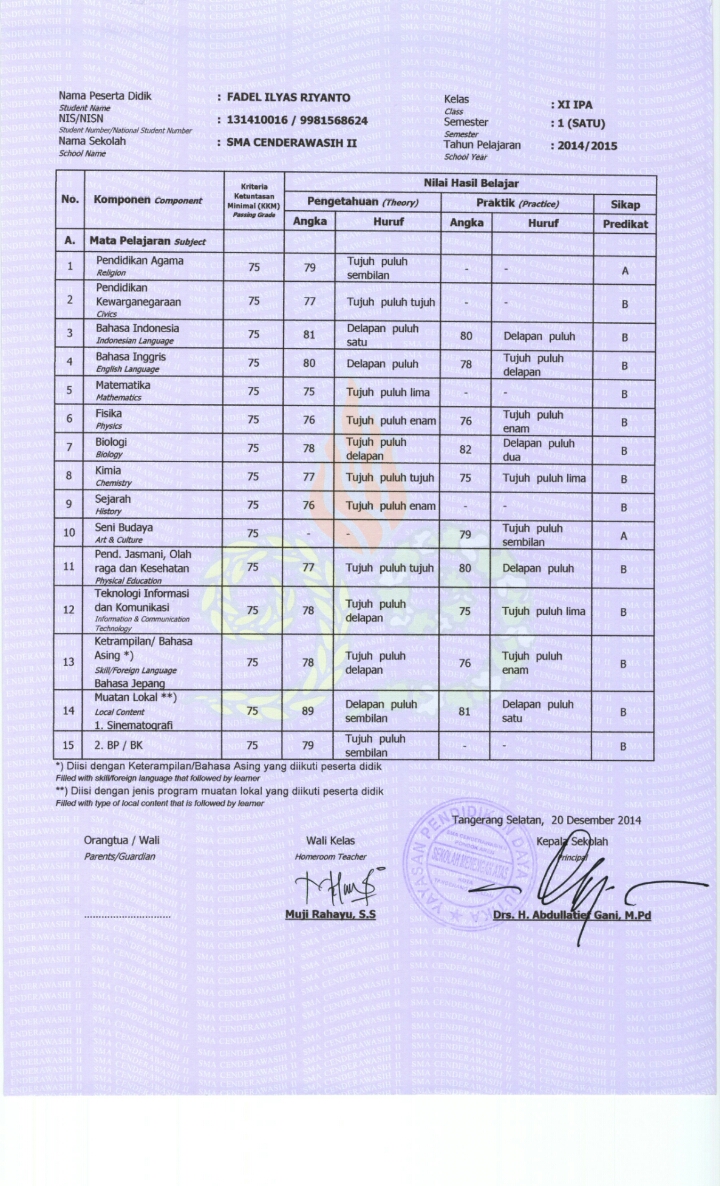 Nama Peserta Didik : FADEL ILYAS RIYANTO Kelas : XI IPA
Student Name Class
NIS/NISN : 131410016 / 9981568624 Semester : 1 (SATU)
Student Number/National Student Number Semester
Nama Sekolah : SMA CENDERAWASIH II Tahun Pelajaran : 2014/2015
School Name School Year
No. Komponen Component Kriteria Ketuntasan Minimal (KKM) Passing Grade Nilai Hasil Belajar
Pengetahuan (Theory) Praktik (Practice) Sikap
Angka Huruf Angka Huruf Predikat
A. Mata Pelajaran Subject
1 Pendidikan Agama Religion 75 79 Tujuh puluh sembilan - - A
2 Pendidikan Kewarganegaraan Civics 75 77 Tujuh puluh tujuh - - B
3 Bahasa Indonesia Indonesian Language 75 81 Delapan puluh satu 80 Delapan puluh B
4 Bahasa Inggris English Language 75 80 Delapan puluh 78 Tujuh puluh delapan B
5 Matematika Mathematics 75 75 Tujuh puluh lima - - B
6 Fisika Physics 75 76 Tujuh puluh enam 76 Tujuh puluh enam B
7 Biologi Biology 75 78 Tujuh puluh delapan 82 Delapan puluh dua B
8 Kimia Chemistry 75 77 Tujuh puluh tujuh 75 Tujuh puluh lima B
9 Sejarah History 75 76 Tujuh puluh enam - - B
10 Seni Budaya Art & Culture 75 - - 79 Tujuh puluh sembilan A
11 Pend. Jasmani, Olah raga dan Kesehatan Physical Education 75 77 Tujuh puluh tujuh 80 Delapan puluh B
12 Teknologi Informasi dan Komunikasi Information & Communication Technology 75 78 Tujuh puluh delapan 75 Tujuh puluh lima B
13 Ketrampilan/ Bahasa Asing *) Skill/Foreign Language Bahasa Jepang 75 78 Tujuh puluh delapan 76 Tujuh puluh enam B
14 Muatan Lokal **) Local Content 1. Sinematografi 75 89 Delapan puluh sembilan 81 Delapan puluh satu B
15 2. BP / BK 75 79 Tujuh puluh sembilan - - B
*) Diisi dengan Keterampilan/Bahasa Asing yang diikuti peserta didik
Filled with skill/foreign language that followed by learner
**) Diisi dengan jenis program muatan lokal yang diikuti peserta didik
Filled with type of local content that is followed by learner
Tangerang Selatan, 20 Desember 2014
Orangtua / Wali Wali Kelas Kepala Sekolah
Parents/Guardian Homeroom Teacher Principal
YAYASAN PENDIDIKAN
SEKOLAH MENENGAH ATAS
Muji Rahayu, S.S Drs. H. Abdullatief Gani, M.Pd
SMA CENDERAWASIH II